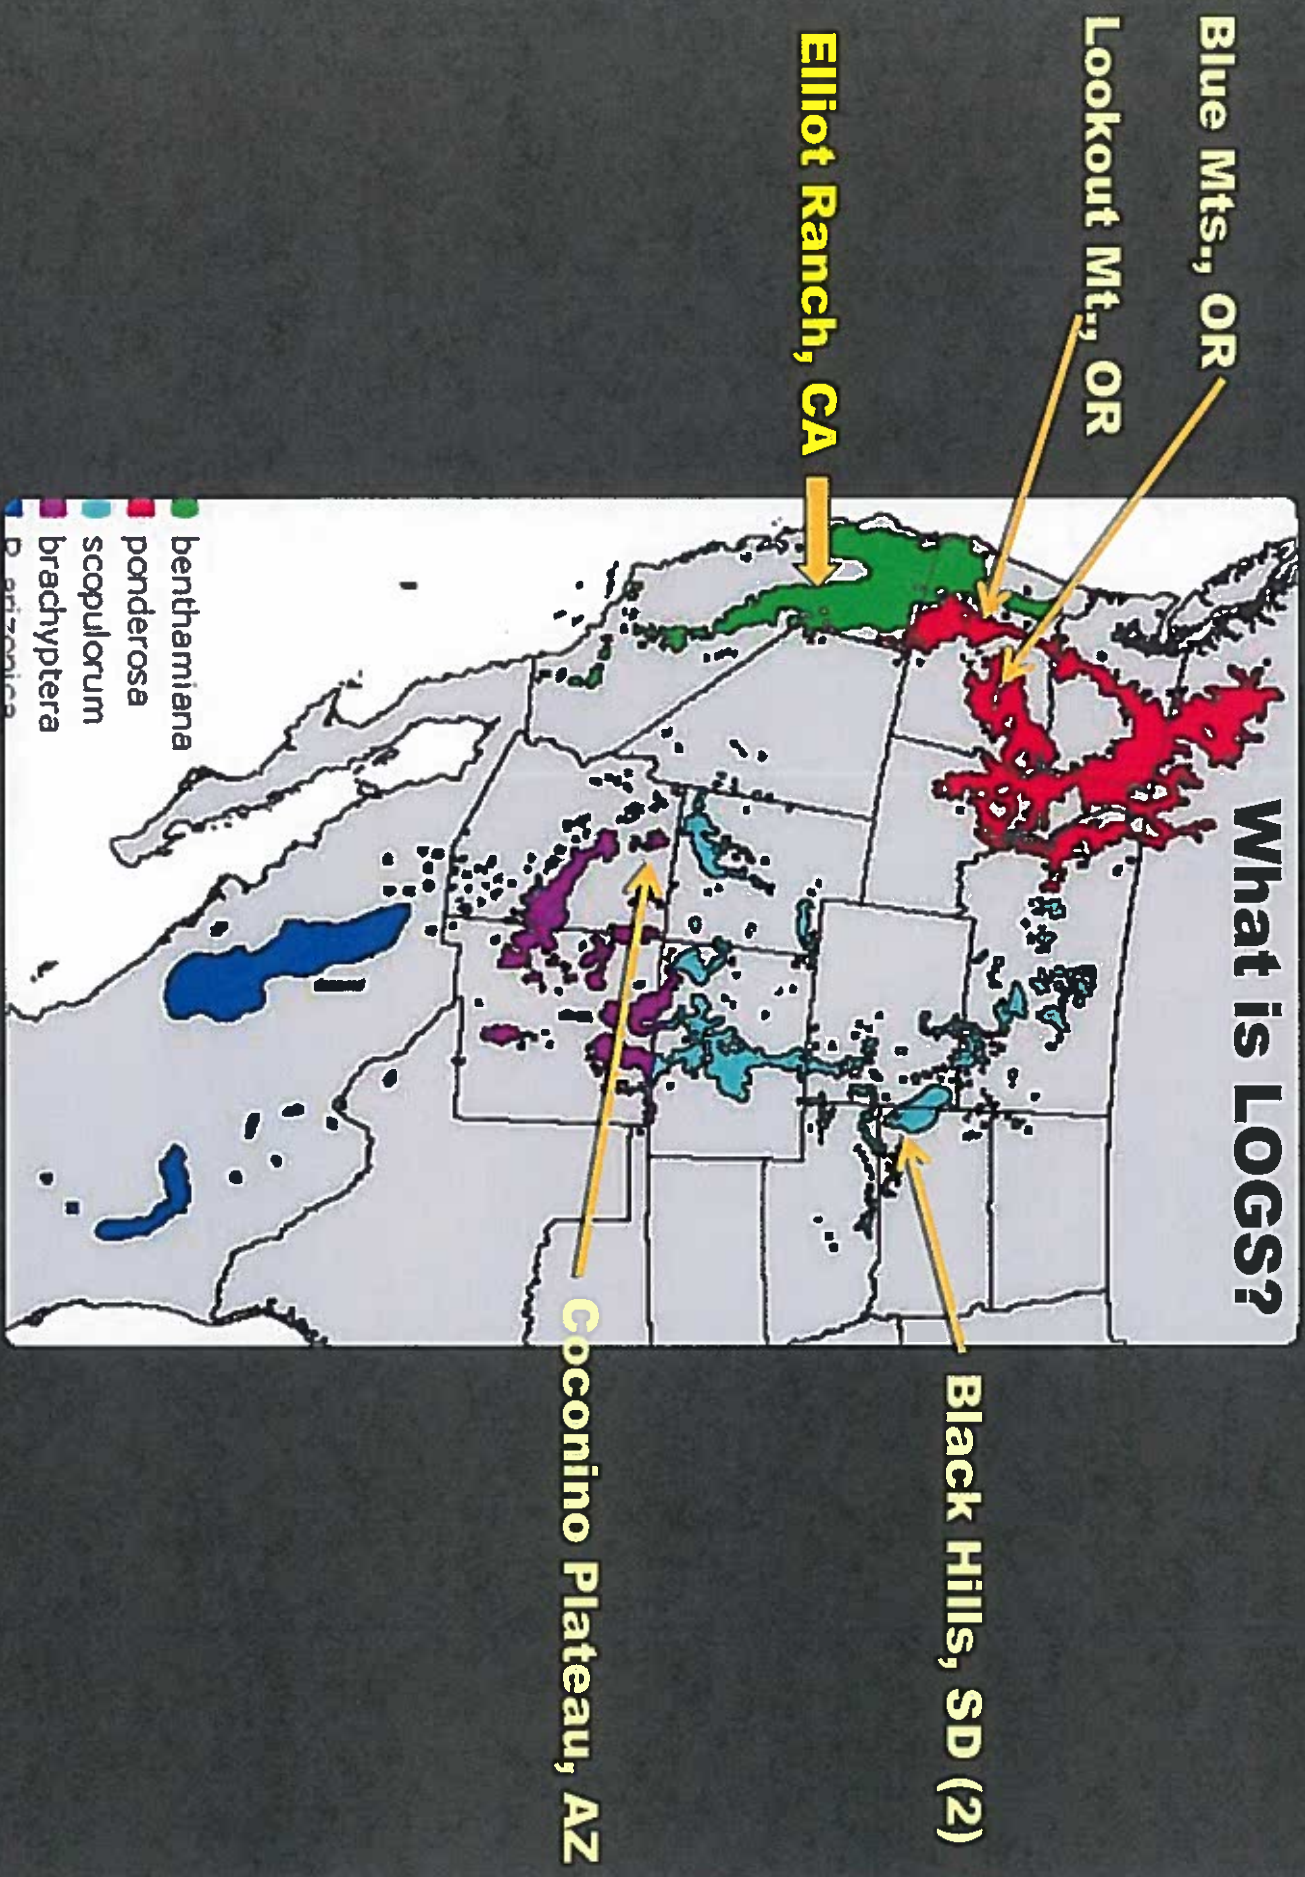 What is LOGS?
Blue Mts., OR
Lookout Mt., OR
Elliot Ranch, CA
Black Hills, SD (2)
Coconino Plateau, AZ
benthamiana
ponderosa
scopulorum
brachyptera